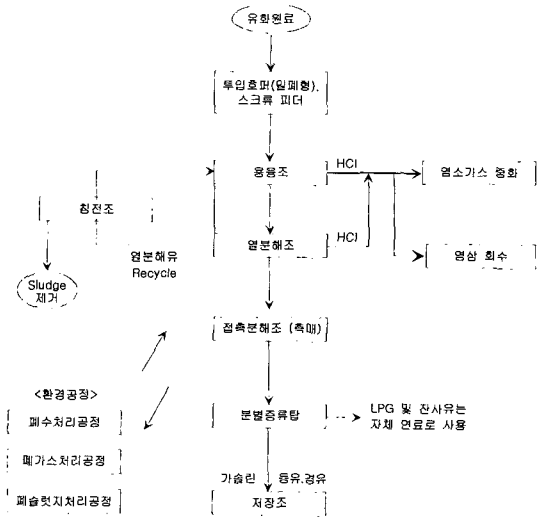 유화원료
투입호퍼(밀폐형).
스크류 피더
용융조
HCl
염소가스 중화
침전조
열분해유
Recycle
열분해조
HCl
염삼 회수
Sludge
제거
접촉분해조 (촉매)
<환경공정>
폐수처리공정
폐가스처리공정
폐슬럿지처리공정
분별증류탑
LPG 및 잔사유는
자체 연료로 사용
가솔린 등유.경유
저장조